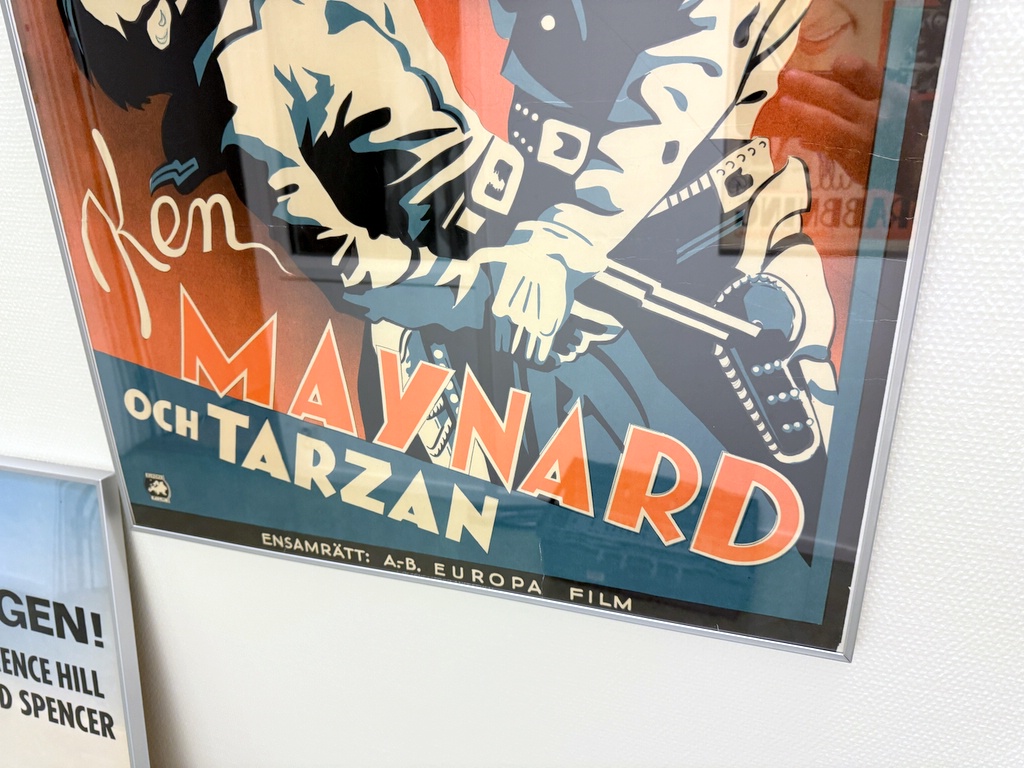 Ken
MAYNARD
OCH TARZAN
ENSAMRÄTT: A.-B. EUROPA FILM
GEN!
ENCE HILL
D SPENCER